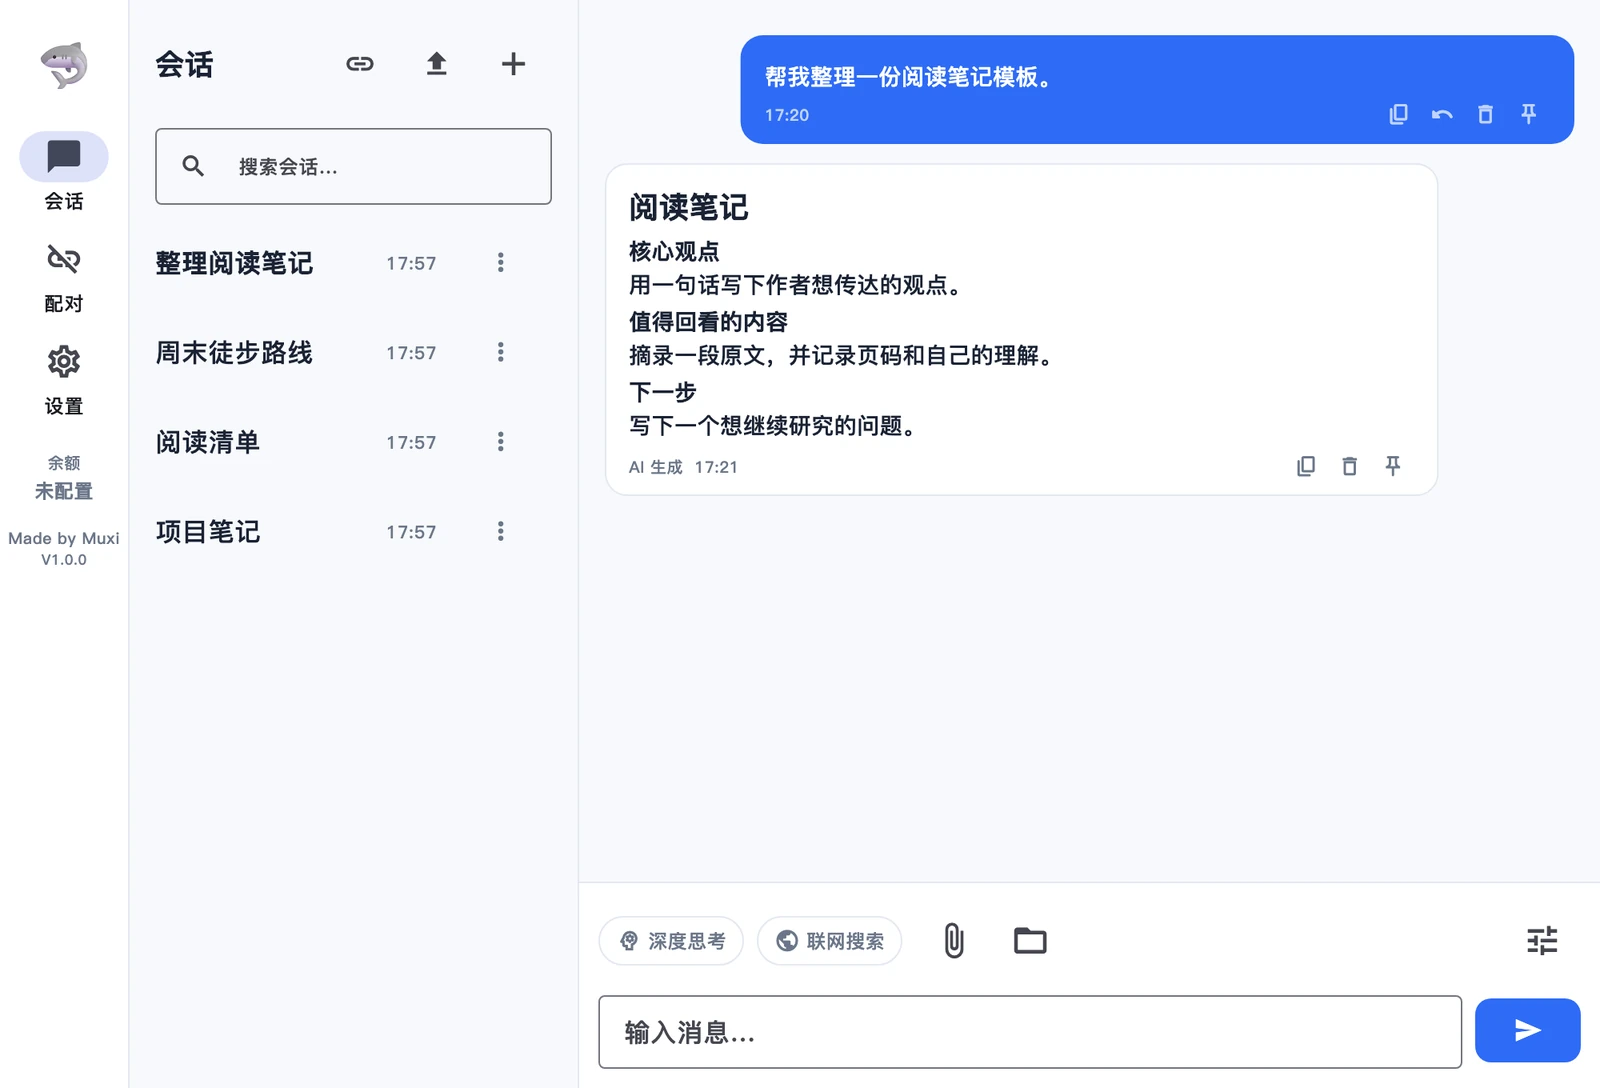 会话
配对
设置
余额
未配置
Made by Muxi
V1.0.0
会话
搜索会话...
整理阅读笔记 17:57
周末徒步路线 17:57
阅读清单 17:57
项目笔记 17:57
帮我整理一份阅读笔记模板。
17:20
阅读笔记
核心观点
用一句话写下作者想传达的观点。
值得回看的内容
摘录一段原文，并记录页码和自己的理解。
下一步
写下一个想继续研究的问题。
AI 生成 17:21
深度思考 联网搜索
输入消息...